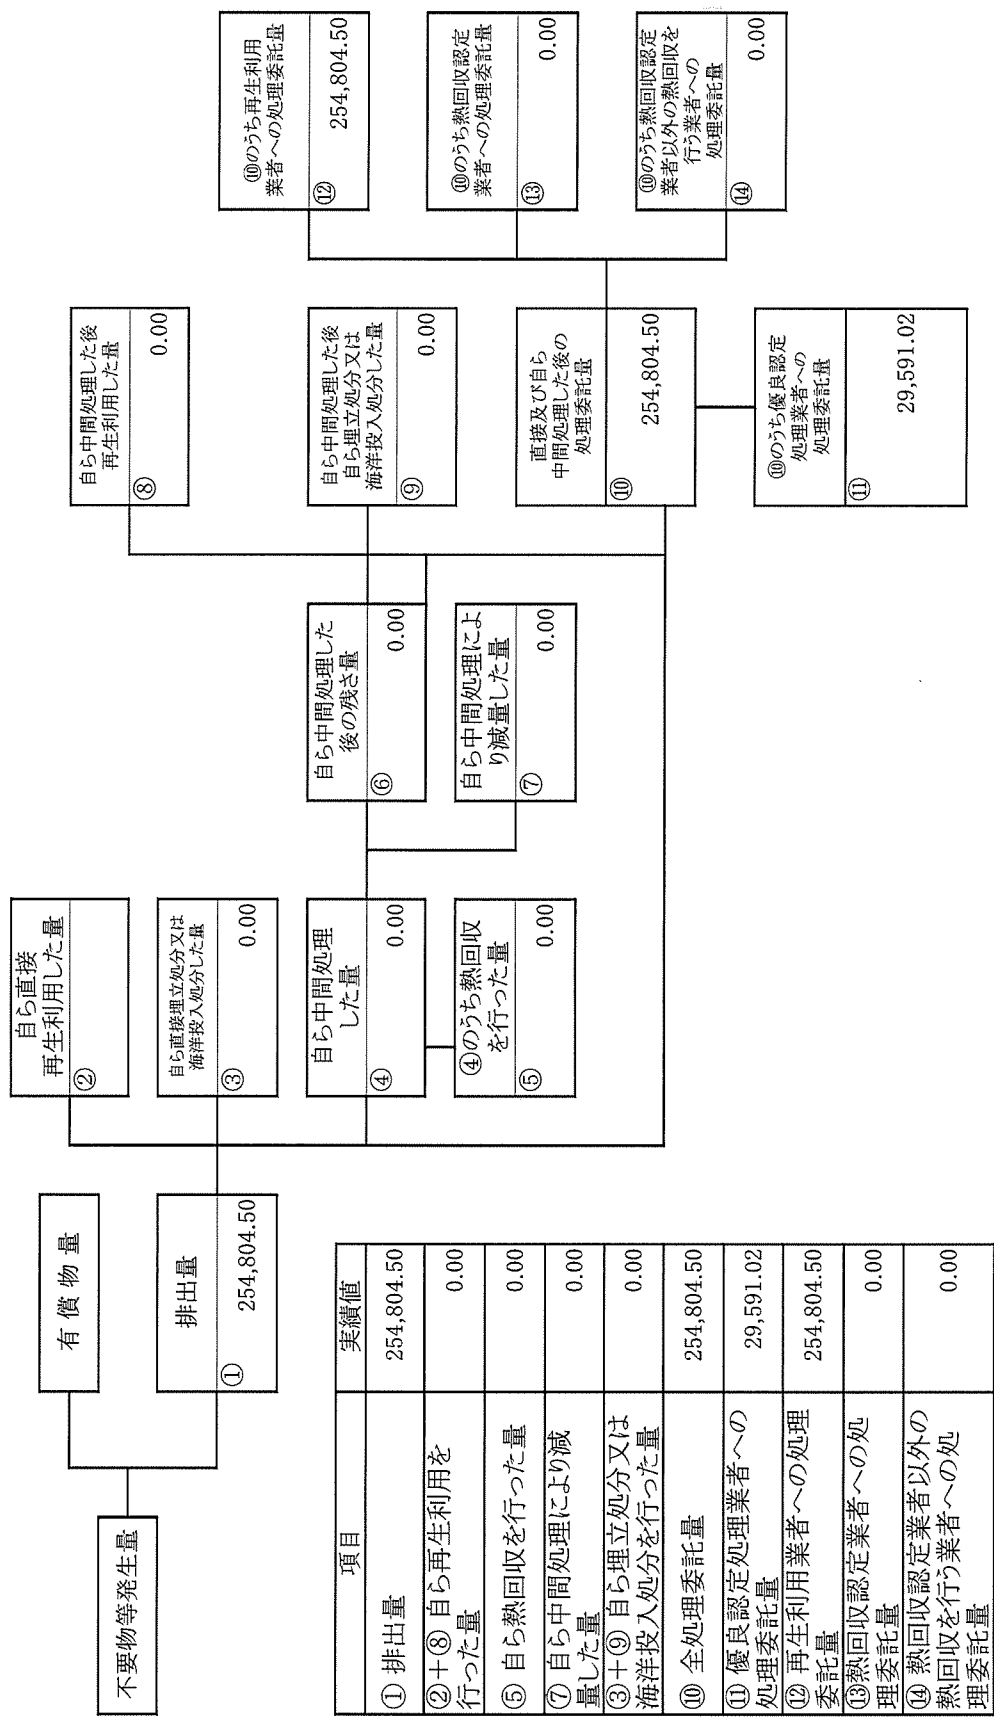 不要物等発生量
有償物量
排出量
①
254,804.50
自ら直接
再生利用した量
②
自ら直接埋立処分又は
海洋投入処分した量
③
0.00
自ら中間処理
した量
④
0.00
④のうち熱回収
を行った量
⑤
0.00
自ら中間処理した
後の残さ量
⑥
0.00
自ら中間処理によ
り減量した量
⑦
0.00
自ら中間処理した後
再生利用した量
⑧
0.00
自ら中間処理した後
自ら埋立処分又は
海洋投入処分した量
⑨
0.00
直接及び自ら
中間処理した後の
処理委託量
⑩
254,804.50
⑩のうち優良認定
処理業者への
処理委託量
⑪
29,591.02
⑩のうち再生利用
業者への処理委託量
⑫
254,804.50
⑩のうち熱回収認定
業者への処理委託量
⑬
0.00
⑩のうち熱回収認定
業者以外の熱回収を
行う業者への
処理委託量
⑭
0.00
項目 実績値
① 排出量 254,804.50
②+⑧ 自ら再生利用を
行った量 0.00
⑤ 自ら熱回収を行った量 0.00
⑦ 自ら中間処理により減
量した量 0.00
③+⑨ 自ら埋立処分又は
海洋投入処分を行った量 0.00
⑩ 全処理委託量 254,804.50
⑪ 優良認定処理業者への
処理委託量 29,591.02
⑫ 再生利用業者への処理
委託量 254,804.50
⑬熱回収認定業者への処
理委託量 0.00
⑭ 熱回収認定業者以外の
熱回収を行う業者への処
理委託量 0.00